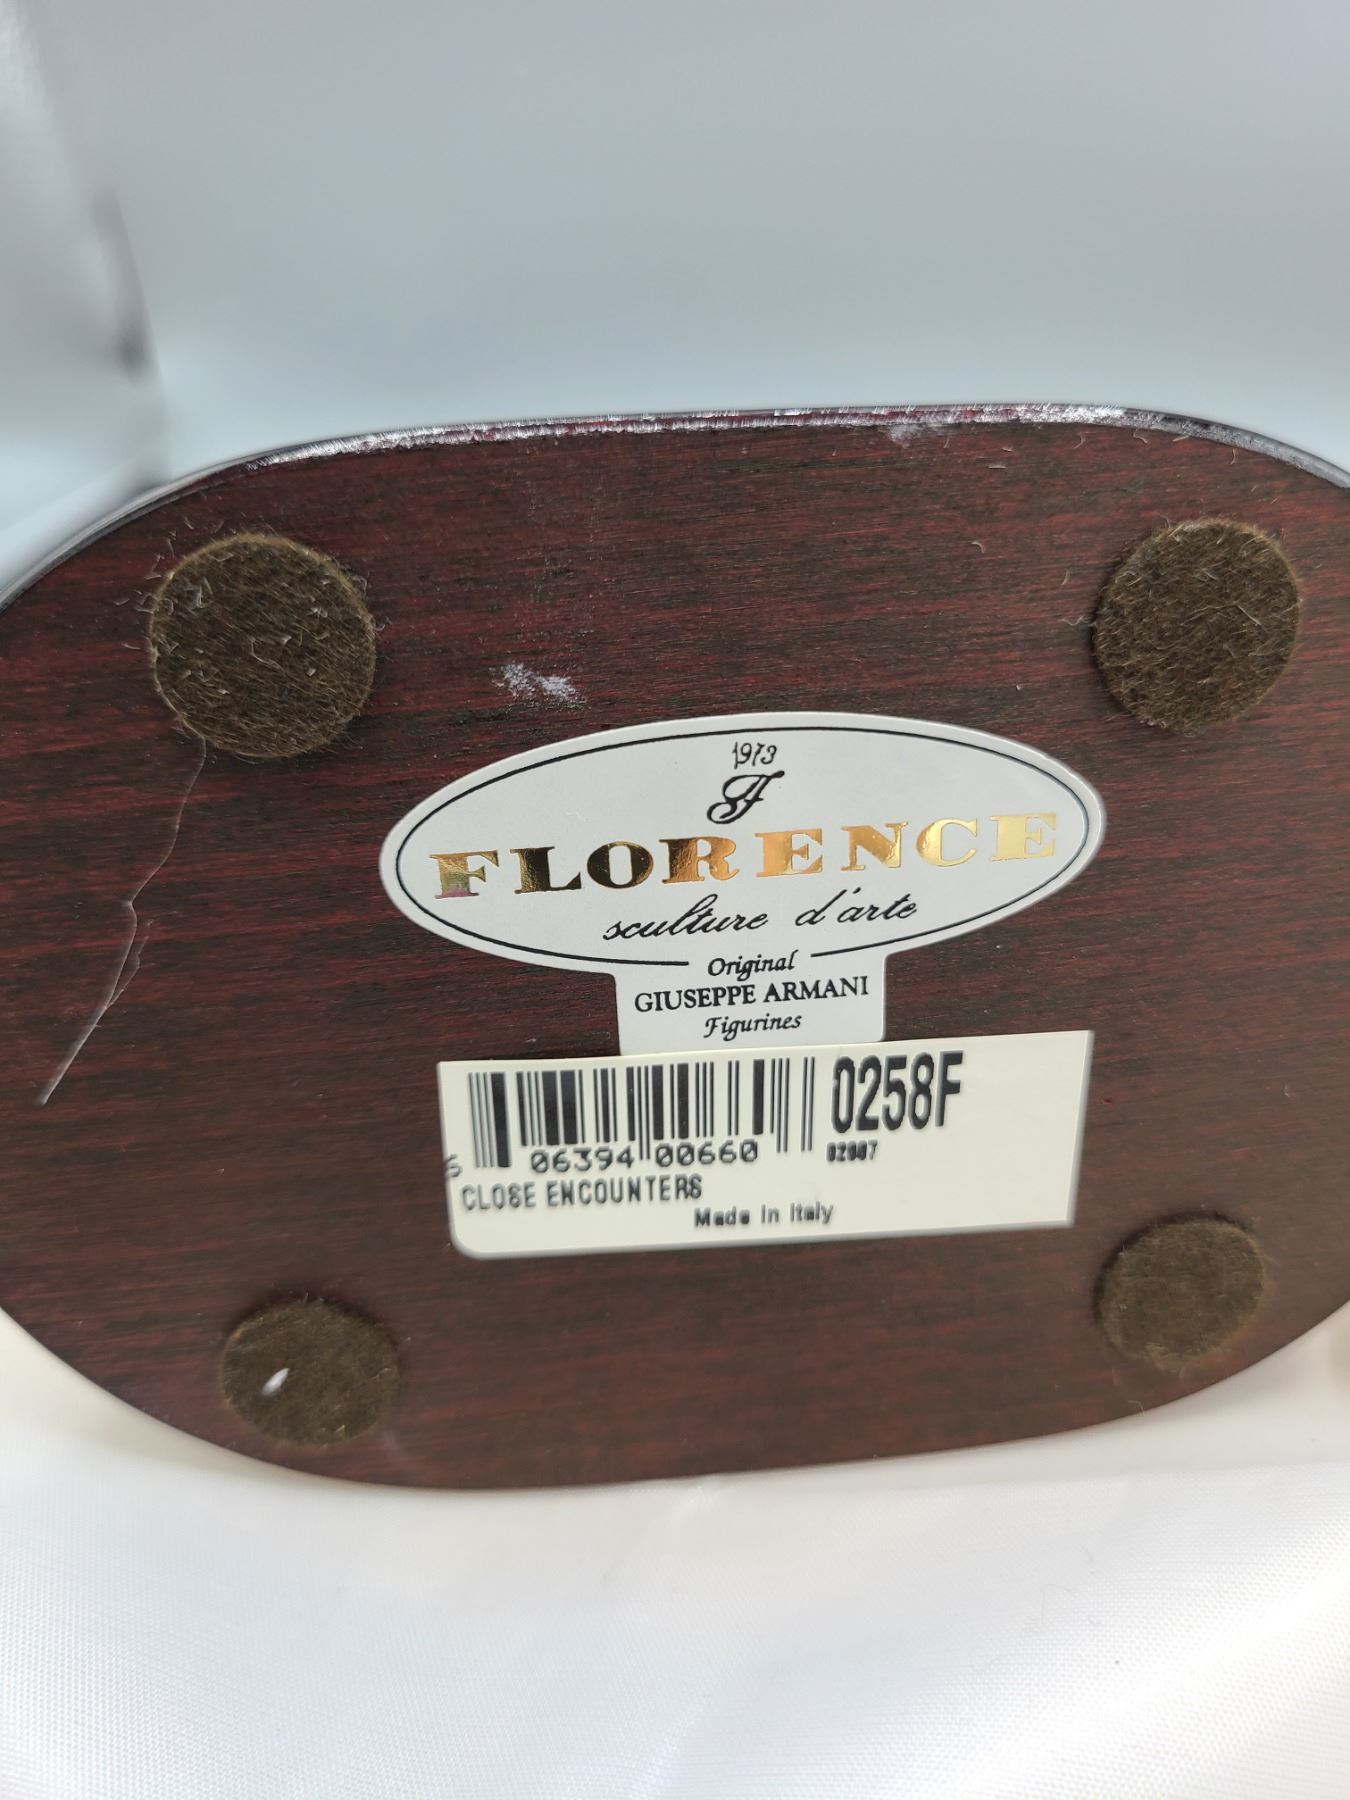 1973
FLORENCE
sculture d'arte
Original
GIUSEPPE ARMANI
Figurines
0258F
06394 00660
CLOSE ENCOUNTERS
Made In Italy